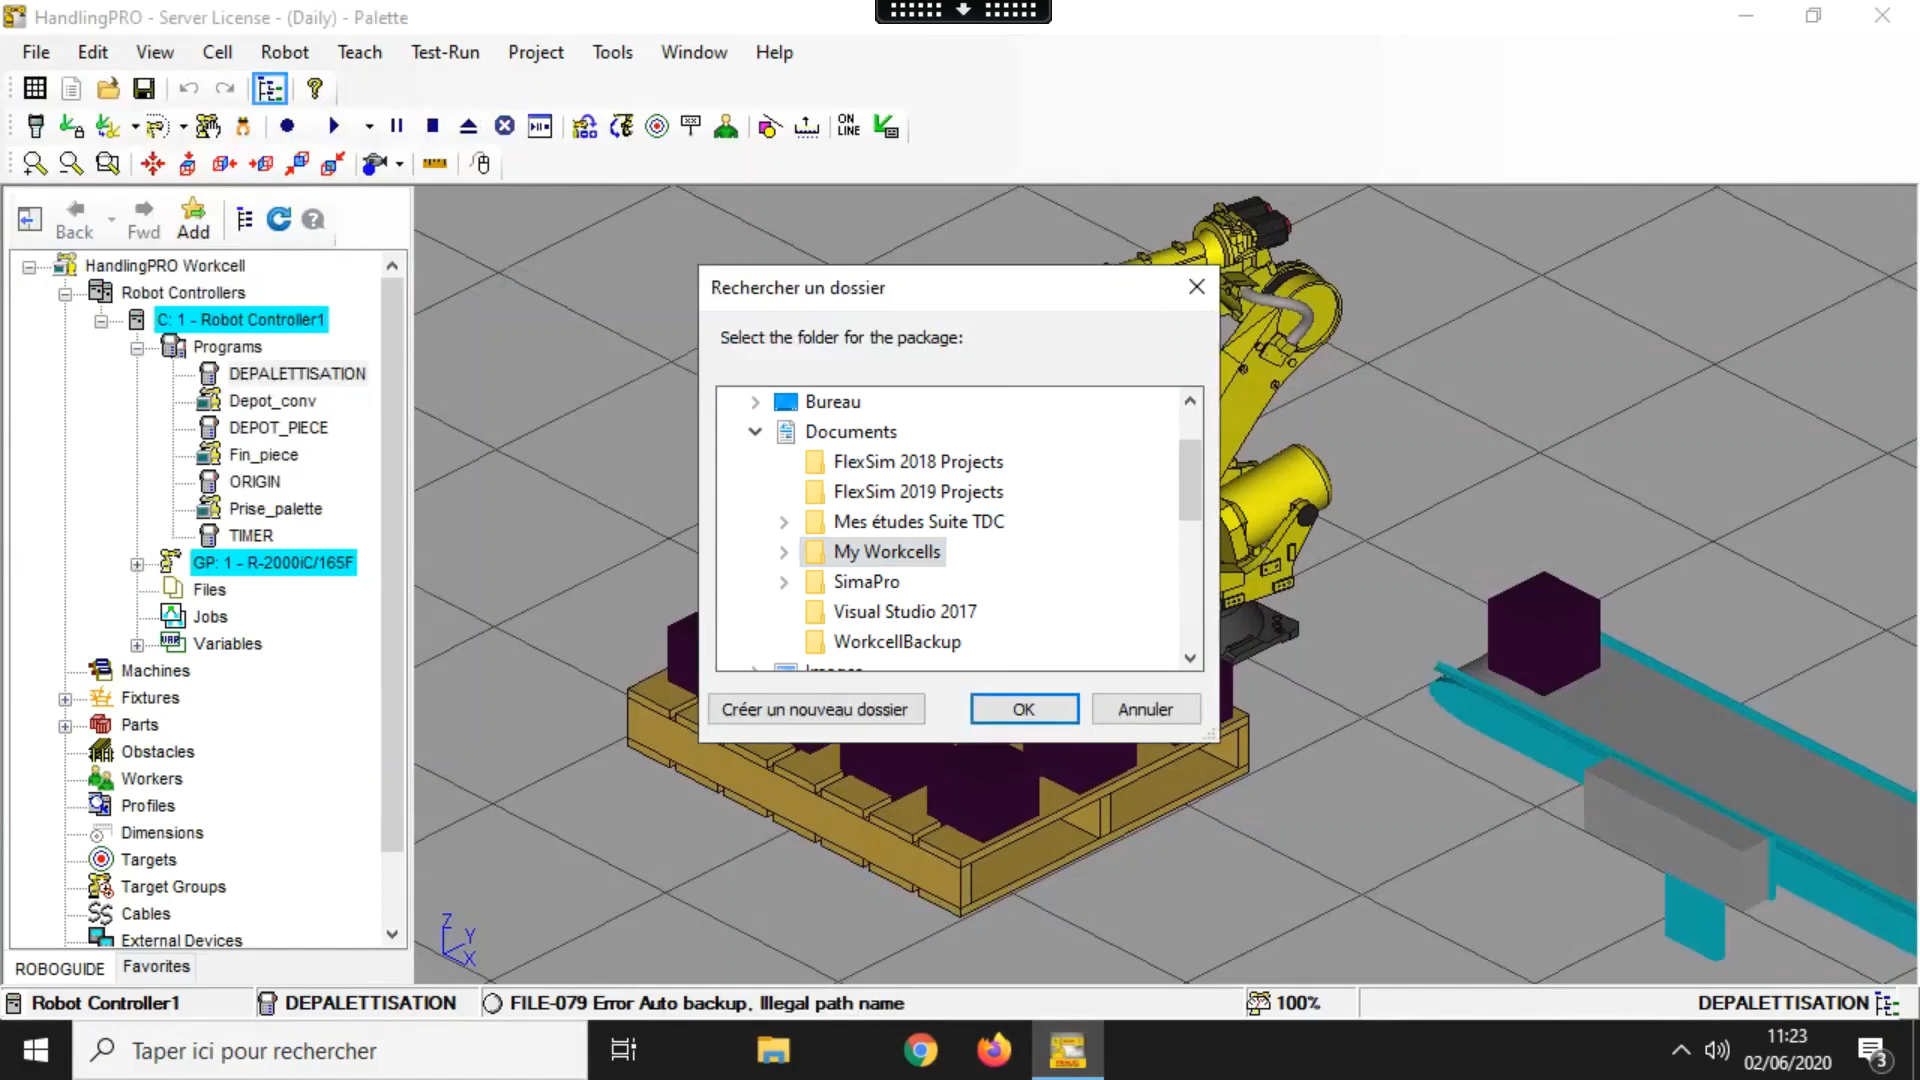 HandlingPRO - Server License - (Daily) - Palette
File Edit View Cell Robot Teach Test-Run Project Tools Window Help
ON
LINE
Back Fwd Add
HandlingPRO Workcell
Robot Controllers
C: 1 - Robot Controller1
Programs
DEPALETTISATION
Depot_conv
DEPOT_PIECE
Fin_piece
ORIGIN
Prise_palette
TIMER
GP: 1 - R-2000iC/165F
Files
Jobs
Variables
Machines
Fixtures
Parts
Obstacles
Workers
Profiles
Dimensions
Targets
Target Groups
Cables
External Devices
ROBOGUIDE Favorites
Rechercher un dossier
Select the folder for the package:
Bureau
Documents
FlexSim 2018 Projects
FlexSim 2019 Projects
Mes études Suite TDC
My Workcells
SimaPro
Visual Studio 2017
WorkcellBackup
Images
Créer un nouveau dossier OK Annuler
Z
Y
X
Robot Controller1 DEPALETTISATION FILE-079 Error Auto backup, Illegal path name 100% DEPALETTISATION
Taper ici pour rechercher
11:23
02/06/2020
3